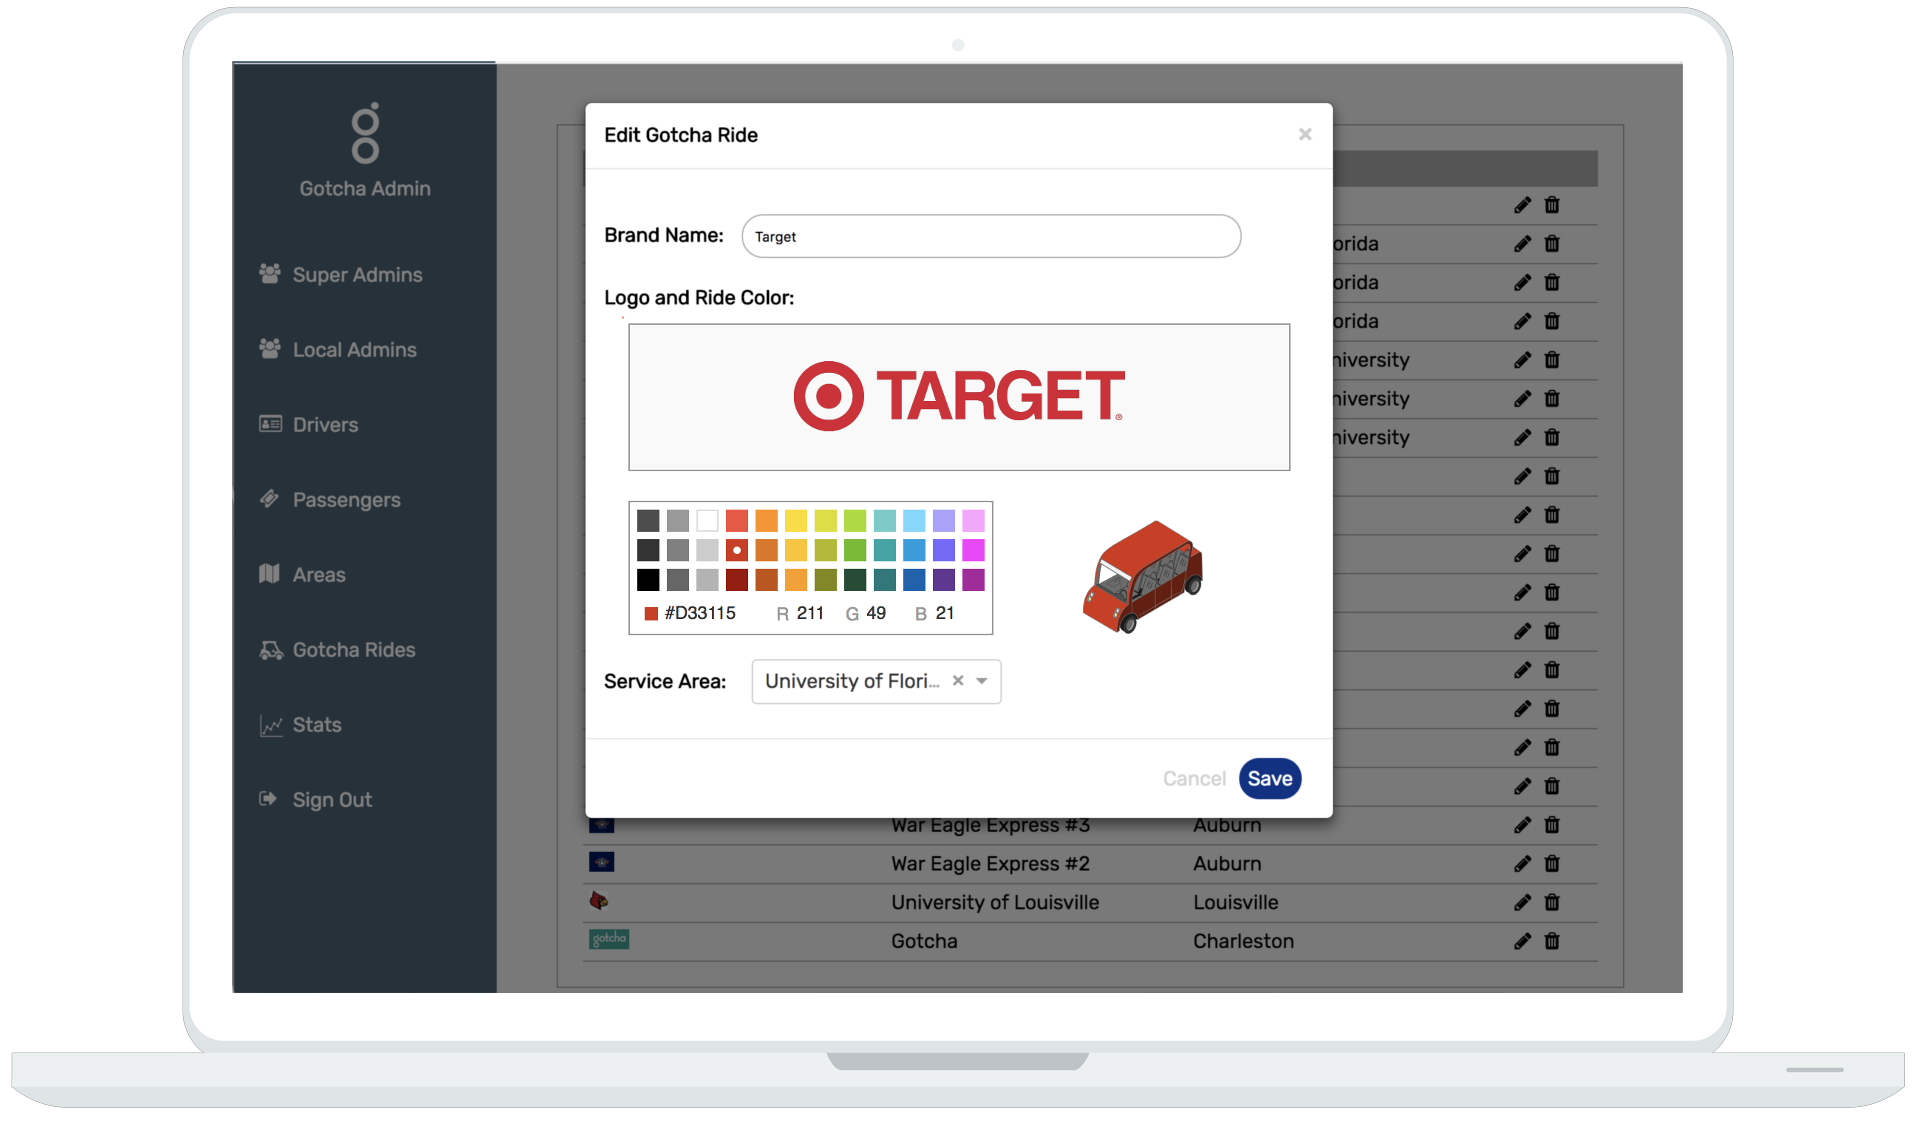 Gotcha Admin
Super Admins
Local Admins
Drivers
Passengers
Areas
Gotcha Rides
Stats
Sign Out
Edit Gotcha Ride
×
Brand Name: Target
Logo and Ride Color:
TARGET®
#D33115 R 211 G 49 B 21
Service Area: University of Flori... ×
Cancel Save
orida
orida
orida
niversity
niversity
niversity
War Eagle Express #3 Auburn
War Eagle Express #2 Auburn
University of Louisville Louisville
gotcha Gotcha Charleston